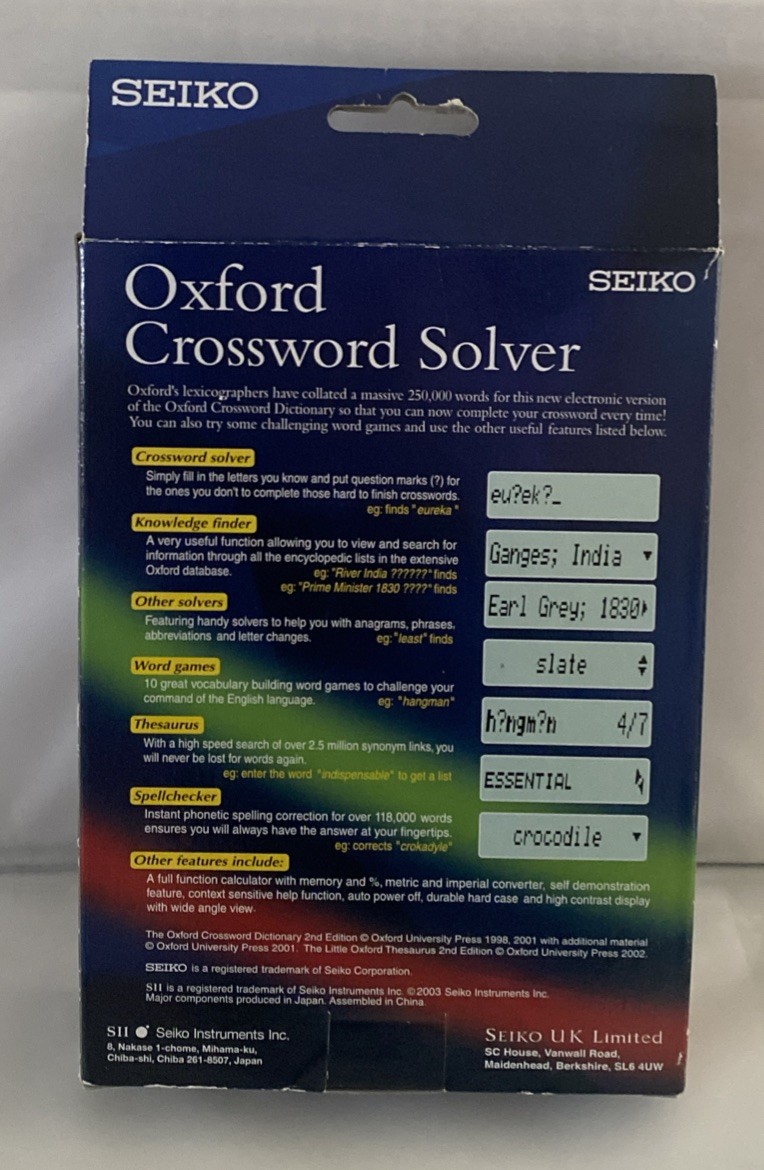 SEIKO
Oxford
SEIKO
Crossword Solver
Oxford's lexicographers have collated a massive 250,000 words for this new electronic version
of the Oxford Crossword Dictionary so that you can now complete your crossword every time!
You can also try some challenging word games and use the other useful features listed below.
Crossword solver
Simply fill in the letters you know and put question marks (?) for
the ones you don't to complete those hard to finish crosswords.
eg: finds "eureka "
eu?ek?_
Knowledge finder
A very useful function allowing you to view and search for
information through all the encyclopedic lists in the extensive
Oxford database.
eg: "River India ??????" finds
eg: "Prime Minister 1830 ????" finds
Ganges; India
Earl Grey; 1830
Other solvers
Featuring handy solvers to help you with anagrams, phrases,
abbreviations and letter changes.
eg: "least" finds
slate
Word games
10 great vocabulary building word games to challenge your
command of the English language.
eg: "hangman"
h?ngm?n 4/7
Thesaurus
With a high speed search of over 2.5 million synonym links, you
will never be lost for words again.
eg: enter the word "indispensable" to get a list
ESSENTIAL
Spellchecker
Instant phonetic spelling correction for over 118,000 words
ensures you will always have the answer at your fingertips.
eg: corrects "crokadyle"
crocodile
Other features include:
A full function calculator with memory and %, metric and imperial converter, self demonstration
feature, context sensitive help function, auto power off, durable hard case and high contrast display
with wide angle view.
The Oxford Crossword Dictionary 2nd Edition © Oxford University Press 1998, 2001 with additional material
© Oxford University Press 2001. The Little Oxford Thesaurus 2nd Edition © Oxford University Press 2002.
SEIKO is a registered trademark of Seiko Corporation.
SII is a registered trademark of Seiko Instruments Inc. ©2003 Seiko Instruments Inc.
Major components produced in Japan. Assembled in China.
SII Seiko Instruments Inc.
8, Nakase 1-chome, Mihama-ku,
Chiba-shi, Chiba 261-8507, Japan
SEIKO UK Limited
SC House, Vanwall Road,
Maidenhead, Berkshire, SL6 4UW